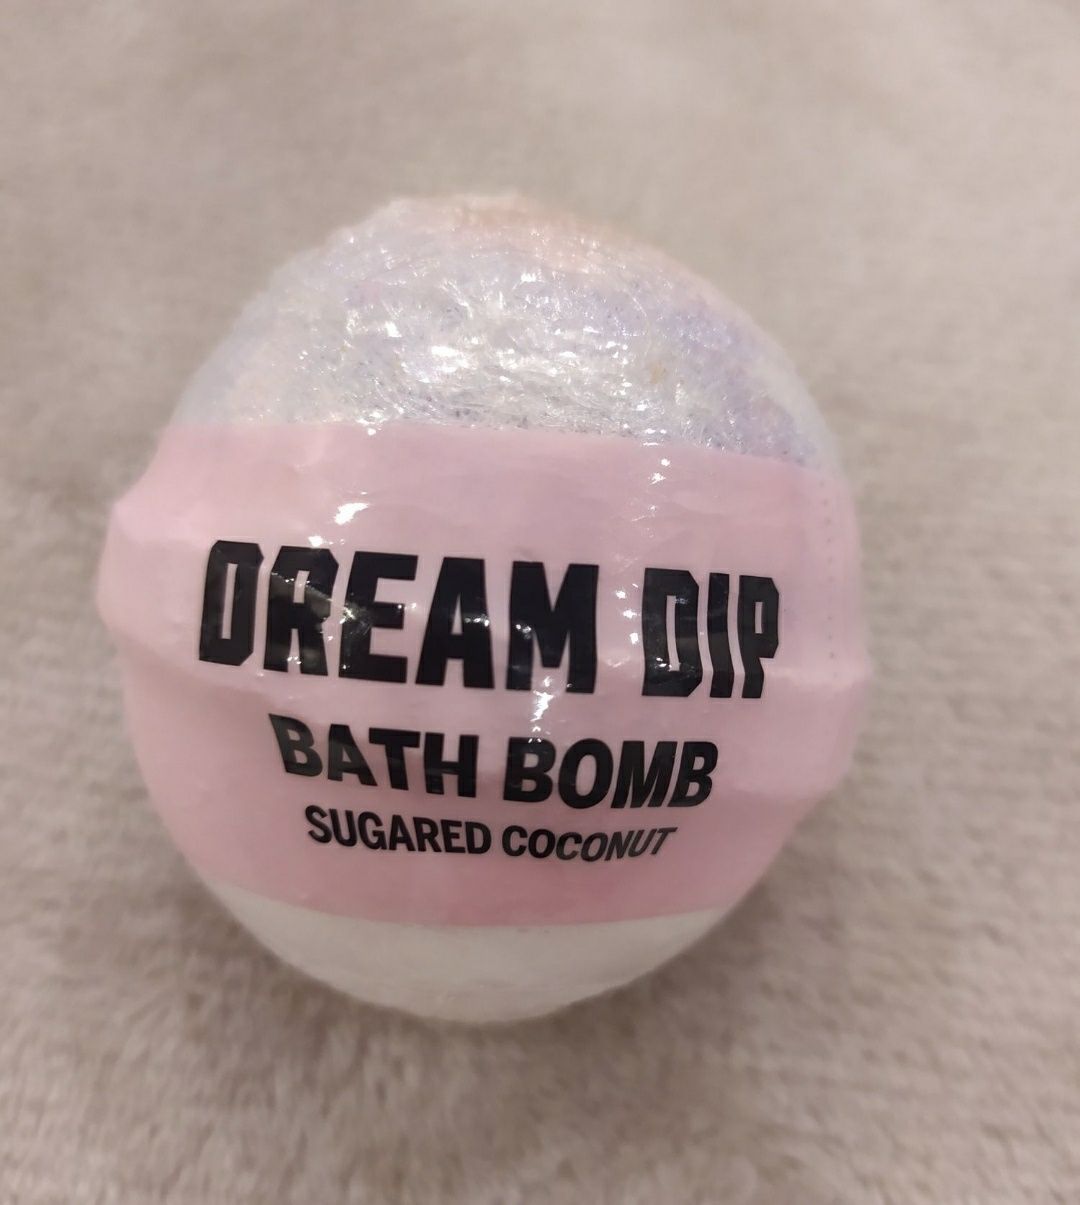 DREAM DIP
BATH BOMB
SUGARED COCONUT